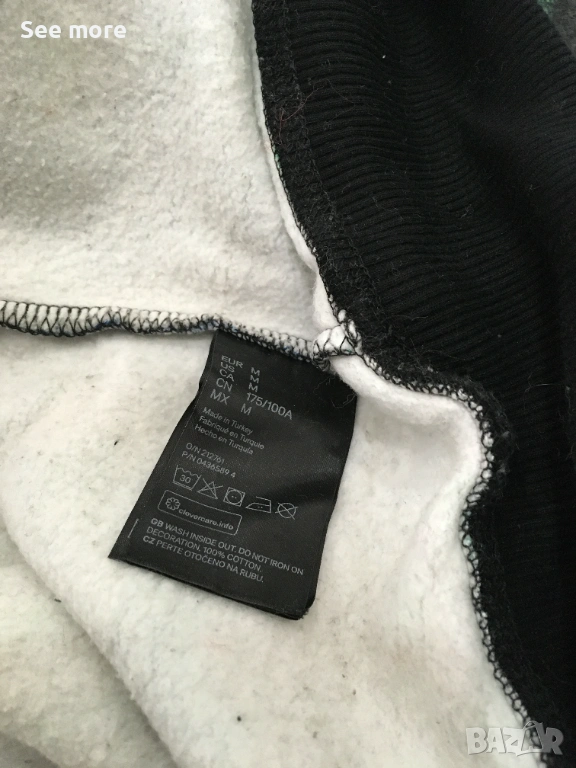 See more
EUR M
US M
CA M
CN 175/100A
MX M
Made in Turkey
Fabriqué en Turquie
Hecho en Turquía
D/N 212761
P/N 0436589 4
30
clevercare.info
GB WASH INSIDE OUT. DO NOT IRON ON
DECORATION. 100% COTTON.
CZ PERTE OTOČENO NA RUBU.
BAZAR